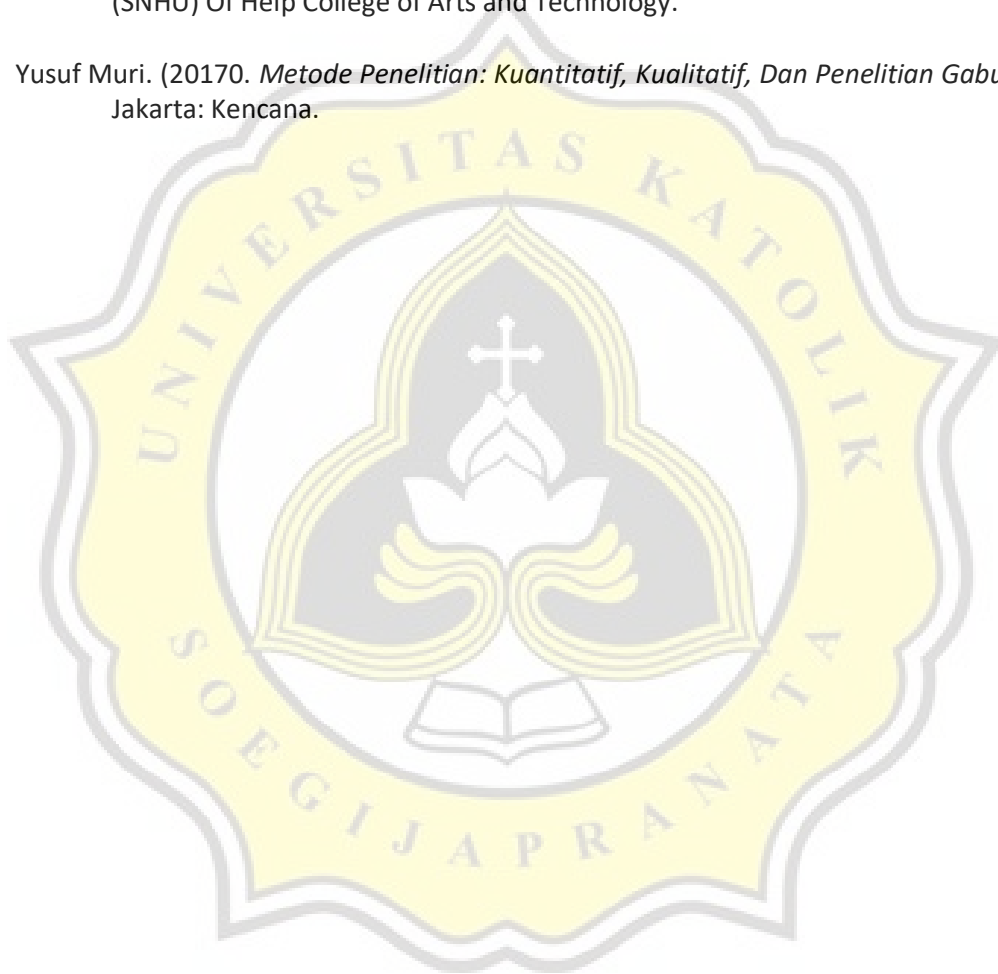 (SNHU) Of Help College of Arts and Technology.
Yusuf Muri. (20170. Metode Penelitian: Kuantitatif, Kualitatif, Dan Penelitian Gabu
Jakarta: Kencana.
UNIVERSITAS KATOLIK
SOEGIJAPRANATA